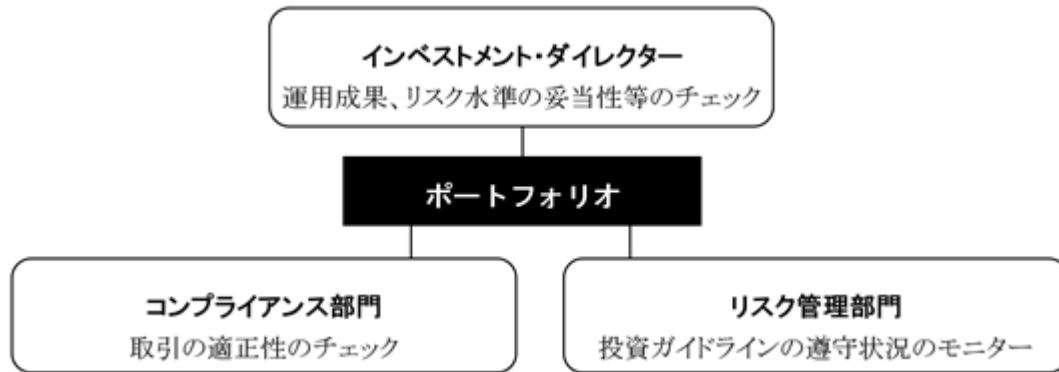 インベストメント・ダイレクター
運用成果、リスク水準の妥当性等のチェック
ポートフォリオ
コンプライアンス部門
取引の適正性のチェック
リスク管理部門
投資ガイドラインの遵守状況のモニター